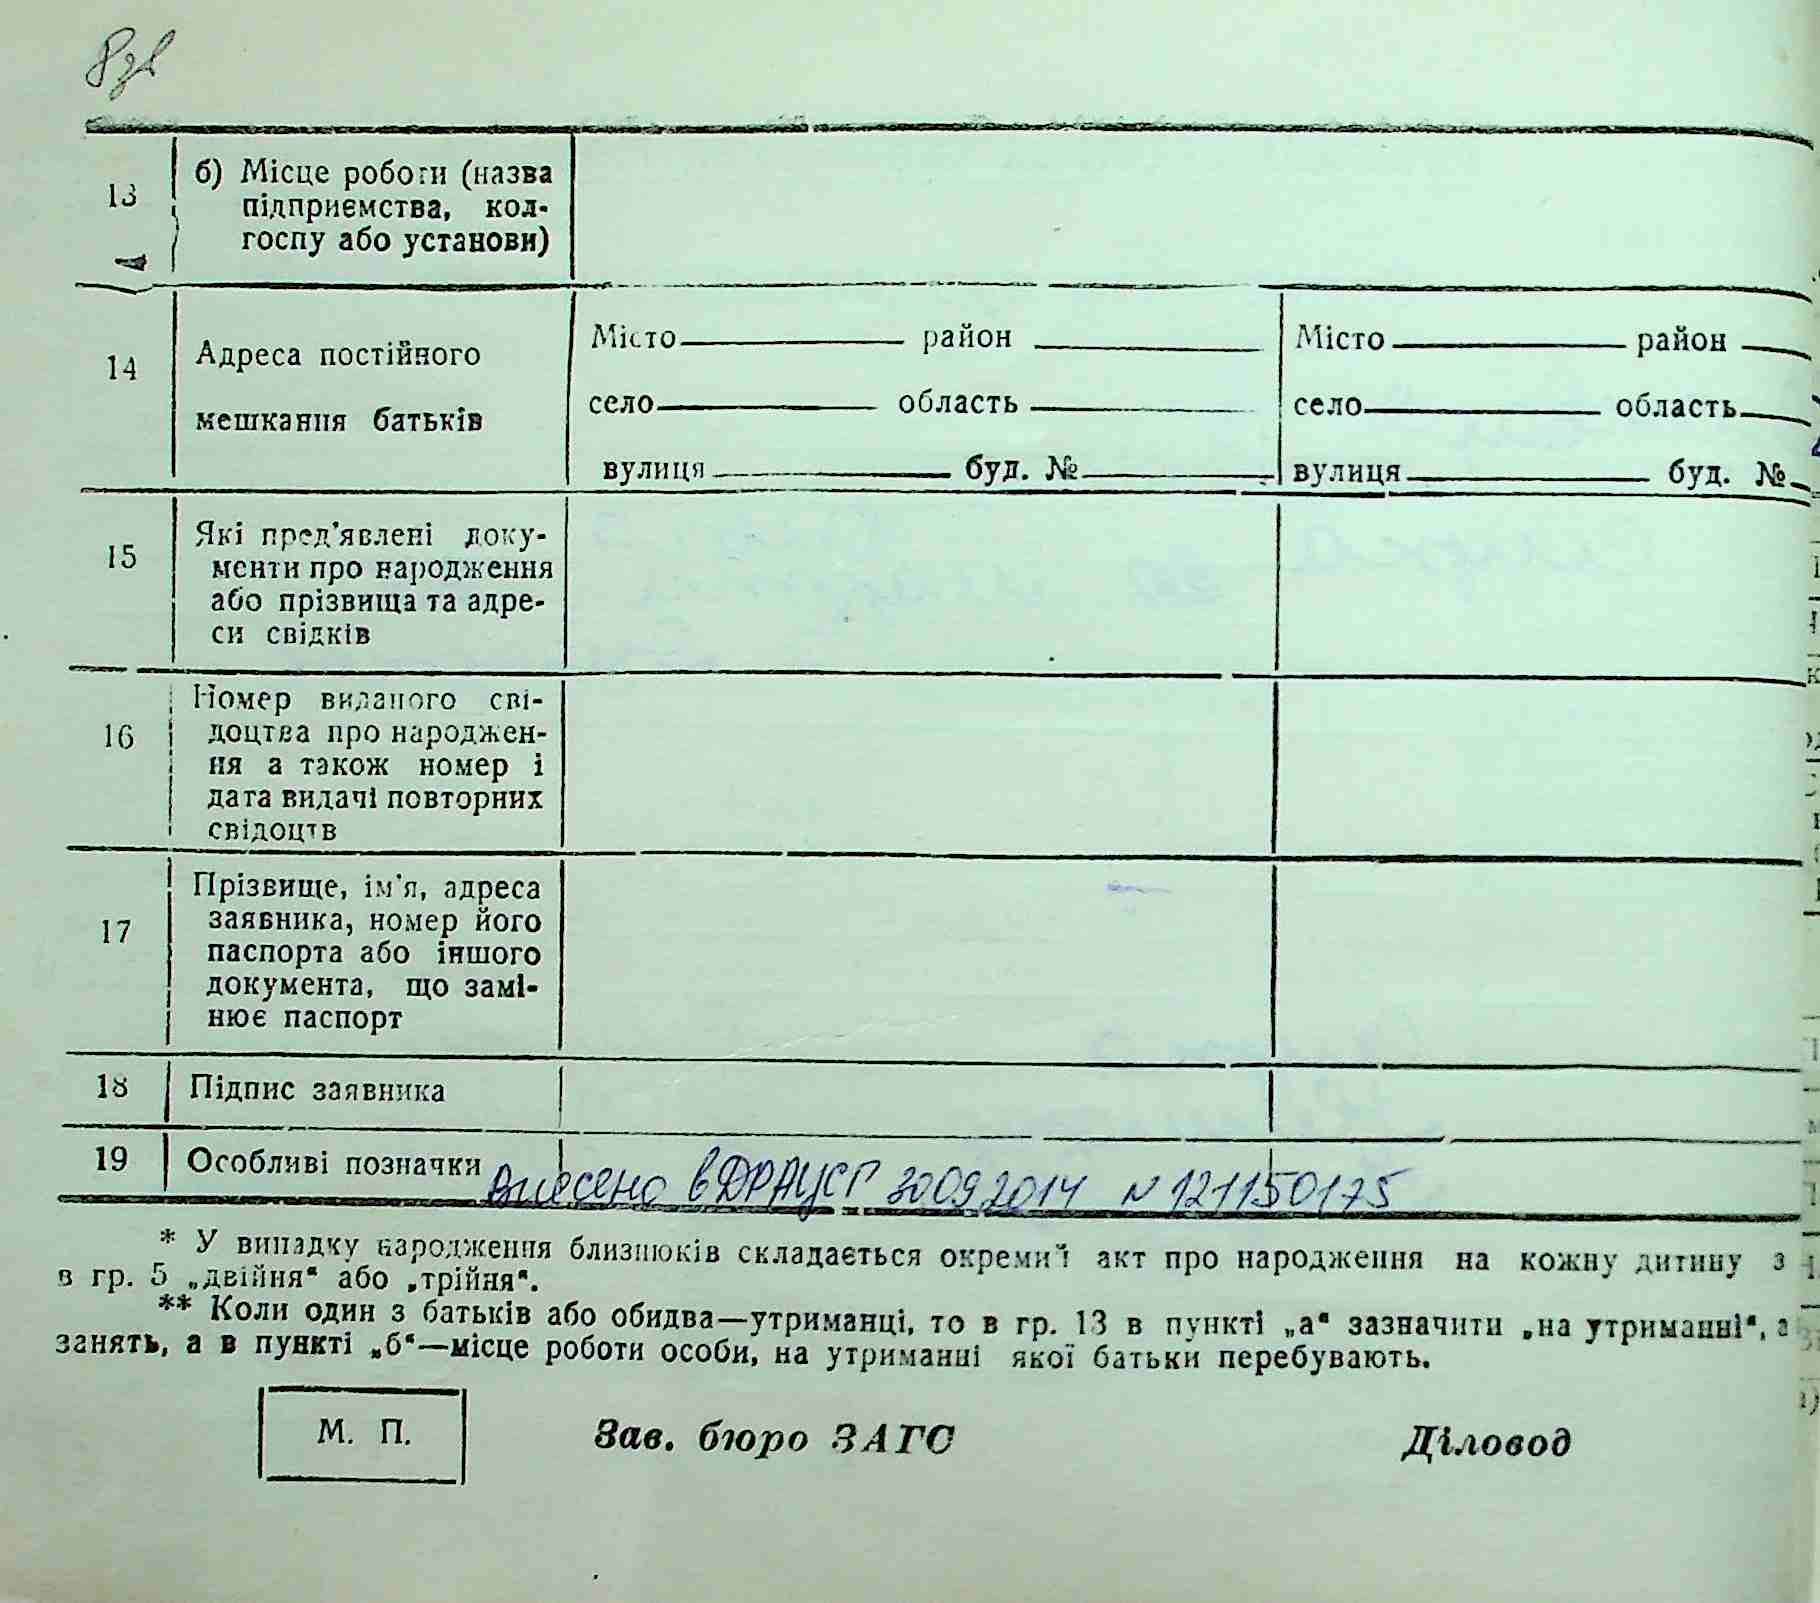 8зв
13 б) Місце роботи (назва
підприємства, кол-
госпу або установи)
14 Адреса постійного
мешкання батьків
Місто район Місто район
село область село область
вулиця буд. № вулиця буд. №
15 Які пред'явлені доку-
менти про народження
або прізвища та адре-
си свідків
16 Номер виданого сві-
доцтва про народжен-
ня а також номер і
дата видачі повторних
свідоцтв
17 Прізвище, ім'я, адреса
заявника, номер його
паспорта або іншого
документа, що замі-
нює паспорт
18 Підпис заявника
19 Особливі позначки Внесено в ДРАЦСГ 30092014 N 121150175
* У випадку народження близнюків складається окремий акт про народження на кожну дитину з
в гр. 5 „двійня“ або „трійня“.
** Коли один з батьків або обидва—утриманці, то в гр. 13 в пункті „а“ зазначити „на утриманні“, а
занять, а в пункті „б“—місце роботи особи, на утриманні якої батьки перебувають.
М. П. Зав. бюро ЗАГС Діловод